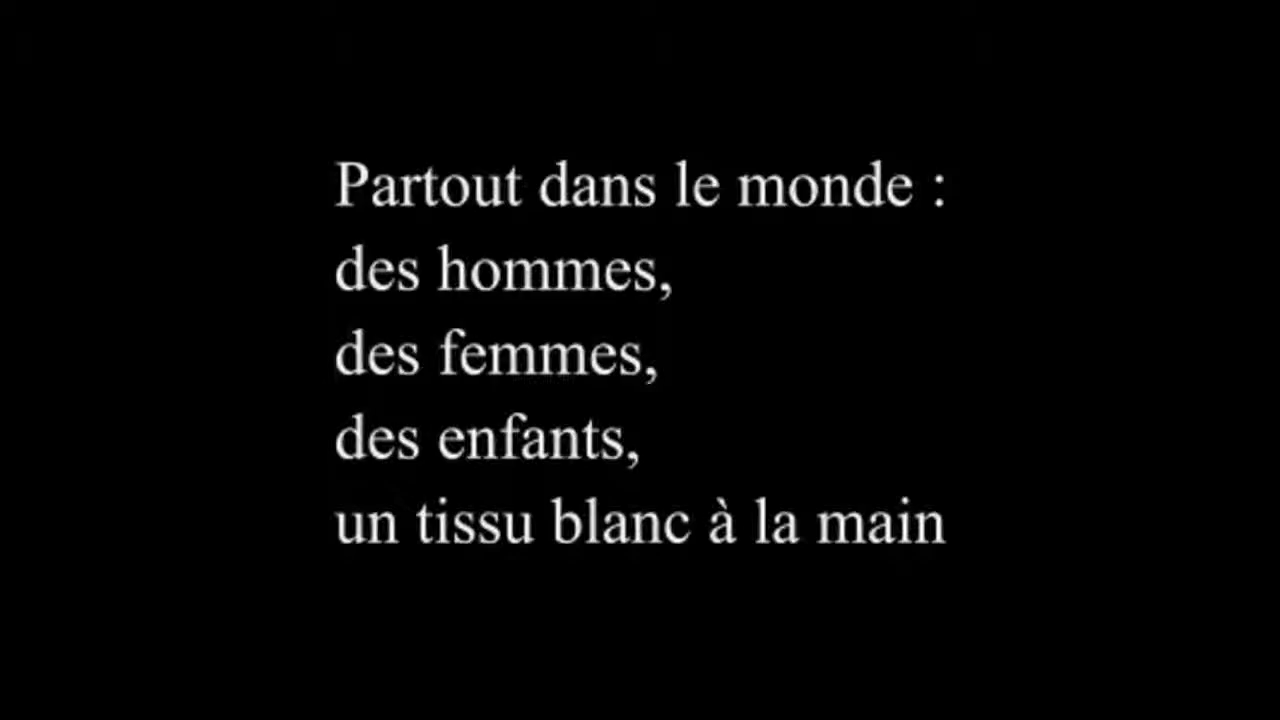 Partout dans le monde :
des hommes,
des femmes,
des enfants,
un tissu blanc à la main